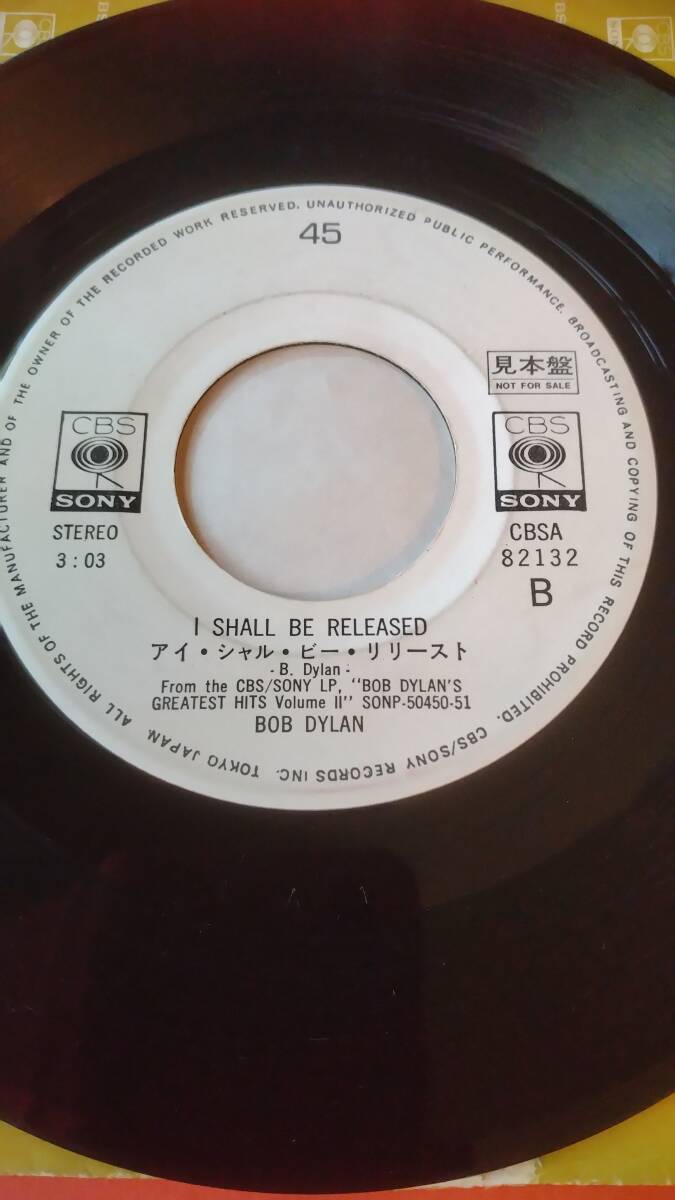 45
見本盤
NOT FOR SALE
CBS
SONY
CBS
SONY
STEREO
3:03
CBSA
82132
B
I SHALL BE RELEASED
アイ・シャル・ビー・リリースト
- B. Dylan -
From the CBS/SONY LP, "BOB DYLAN'S
GREATEST HITS Volume II" SONP-50450-51
BOB DYLAN
ALL RIGHTS OF THE MANUFACTURER AND OF THE OWNER OF THE RECORDED WORK RESERVED. UNAUTHORIZED PUBLIC PERFORMANCE. BROADCASTING AND COPYING OF THIS RECORD PROHIBITED. CBS/SONY RECORDS INC. TOKYO JAPAN.
CBS
SONY
CBS
SONY